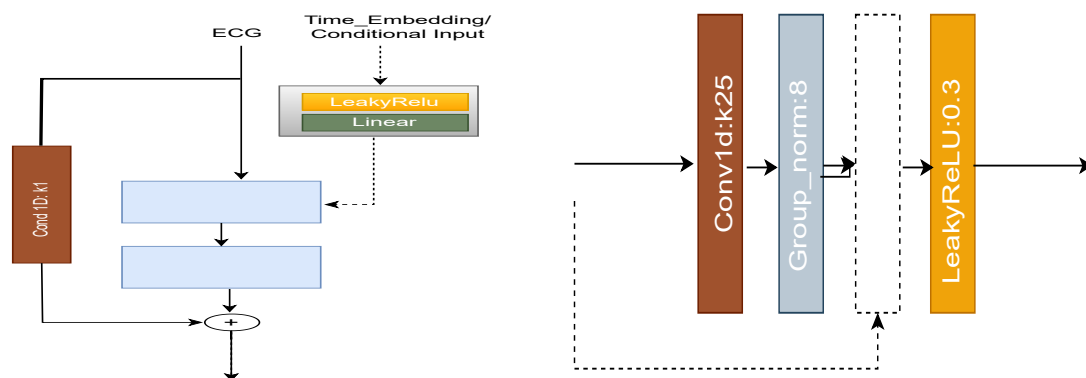 ECG
Time_Embedding/
Conditional Input
LeakyRelu
Linear
Cond 1D: k1
+
Conv1d:k25
Group_norm:8
LeakyReLU:0.3